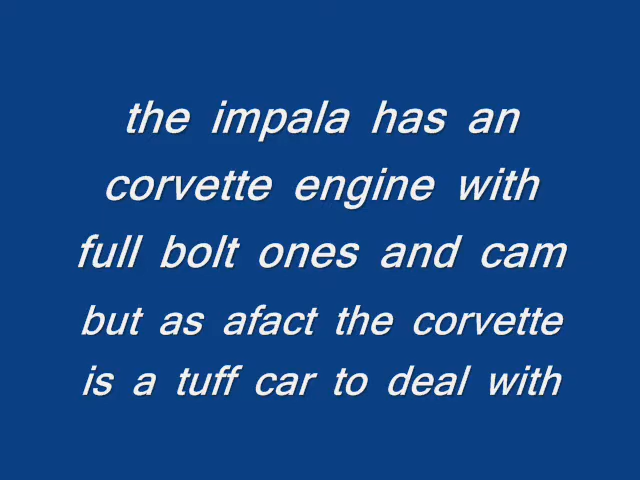 the impala has an
corvette engine with
full bolt ones and cam
but as afact the corvette
is a tuff car to deal with